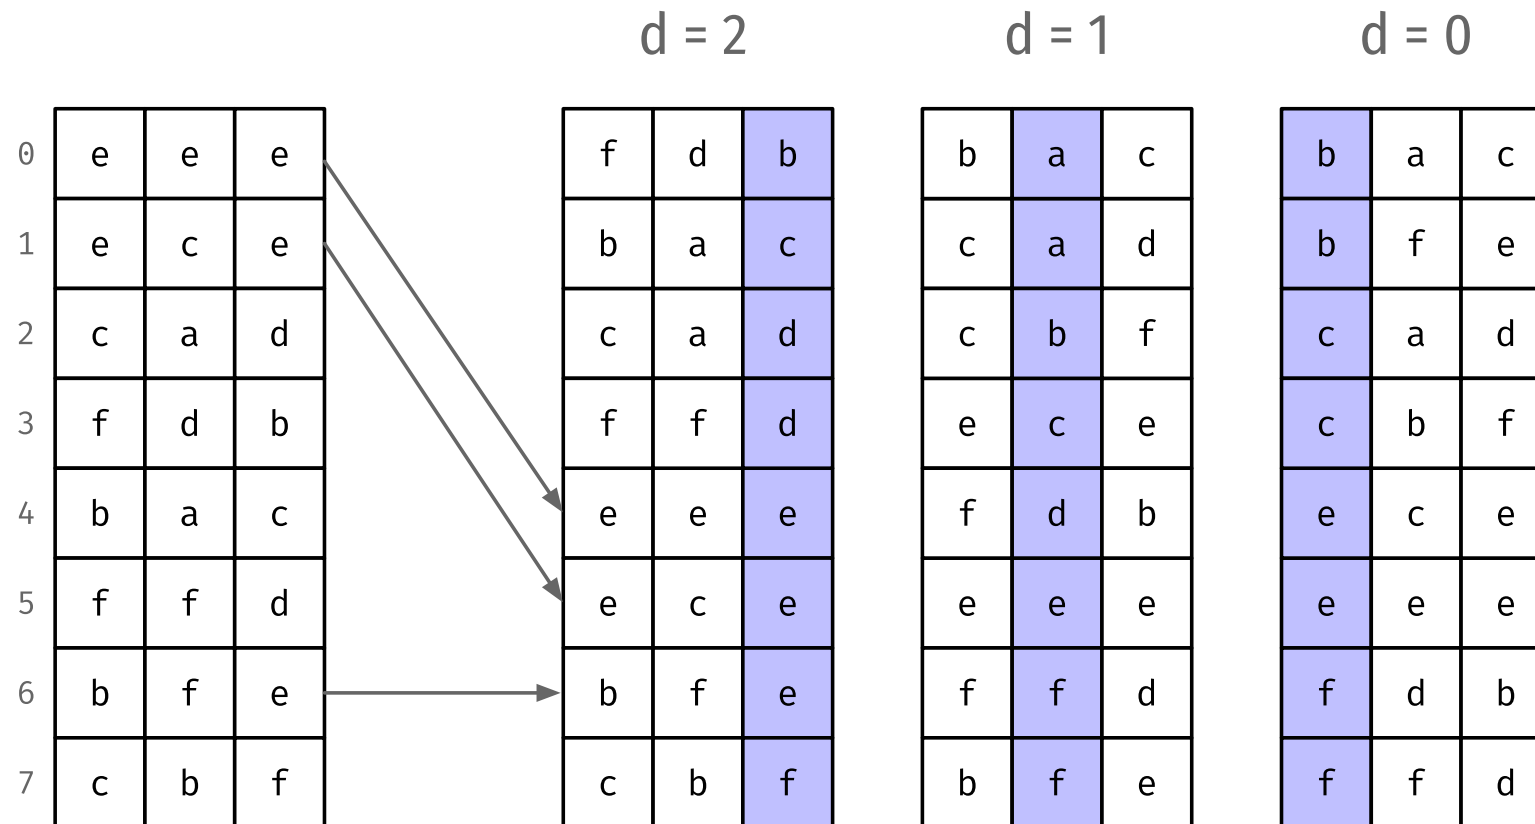 d = 2 d = 1 d = 0
0 e e e f d b b a c b a c
1 e c e b a c c a d b f e
2 c a d c a d c b f c a d
3 f d b f f d e c e c b f
4 b a c e e e f d b e c e
5 f f d e c e e e e e e e
6 b f e b f e f f d f d b
7 c b f c b f b f e f f d